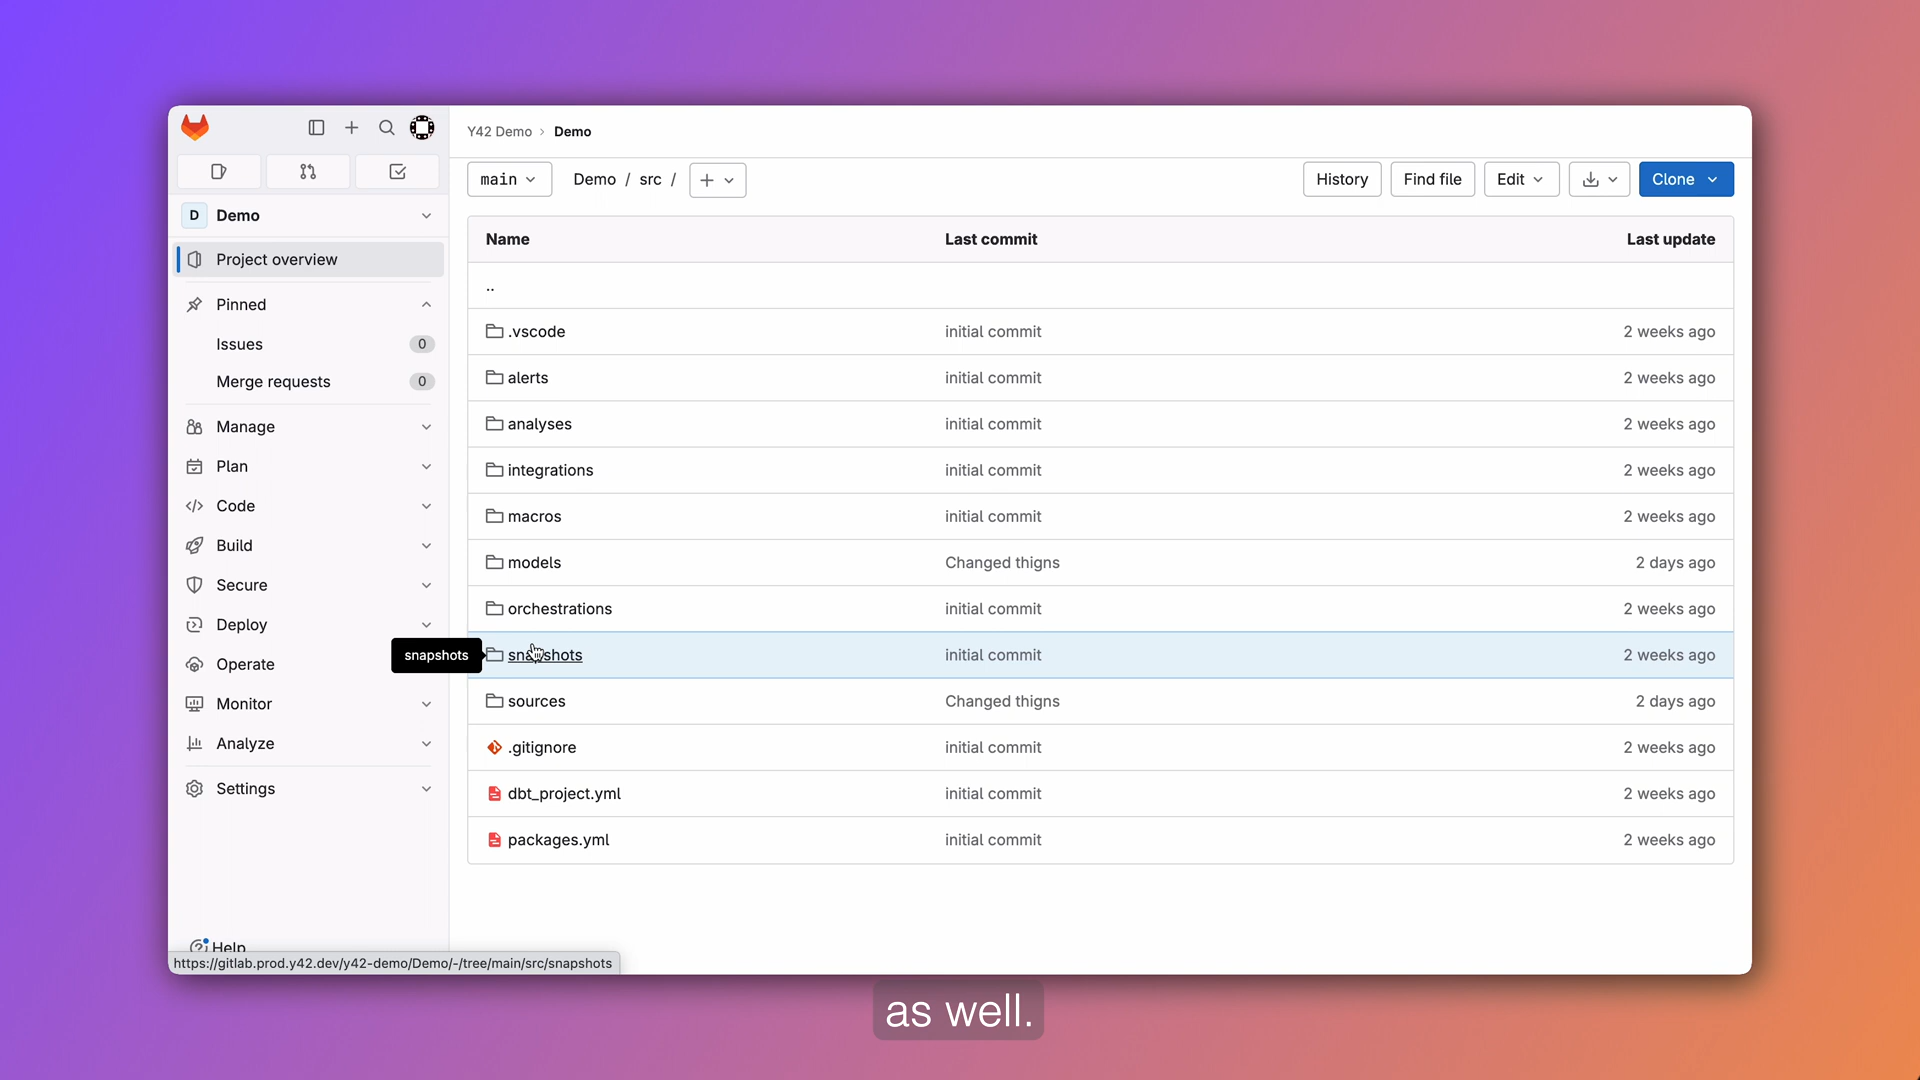 Y42 Demo > Demo
D Demo
main Demo / src / +
History Find file Edit Clone
Project overview
Pinned
Issues 0
Merge requests 0
Manage
Plan
Code
Build
Secure
Deploy
Operate
Monitor
Analyze
Settings
Help
Name Last commit Last update
..
.vscode initial commit 2 weeks ago
alerts initial commit 2 weeks ago
analyses initial commit 2 weeks ago
integrations initial commit 2 weeks ago
macros initial commit 2 weeks ago
models Changed thigns 2 days ago
orchestrations initial commit 2 weeks ago
snapshots snapshots initial commit 2 weeks ago
sources Changed thigns 2 days ago
.gitignore initial commit 2 weeks ago
dbt_project.yml initial commit 2 weeks ago
packages.yml initial commit 2 weeks ago
https://gitlab.prod.y42.dev/y42-demo/Demo/-/tree/main/src/snapshots
as well.